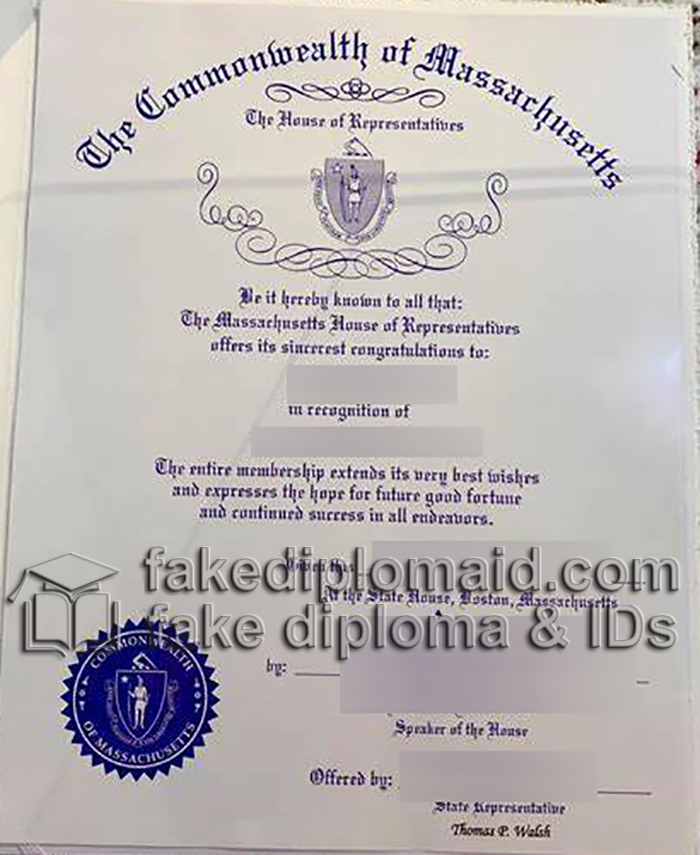 The Commonwealth of Massachusetts
The House of Representatives
Be it hereby known to all that:
The Massachusetts House of Representatives
offers its sincerest congratulations to:
in recognition of
The entire membership extends its very best wishes
and expresses the hope for future good fortune
and continued success in all endeavors.
Given this
fakediplomaid.com
At the State House, Boston, Massachusetts
fake diploma & IDs
COMMONWEALTH
OF MASSACHUSETTS
by:
Speaker of the House
Offered by:
State Representative
Thomas P. Walsh